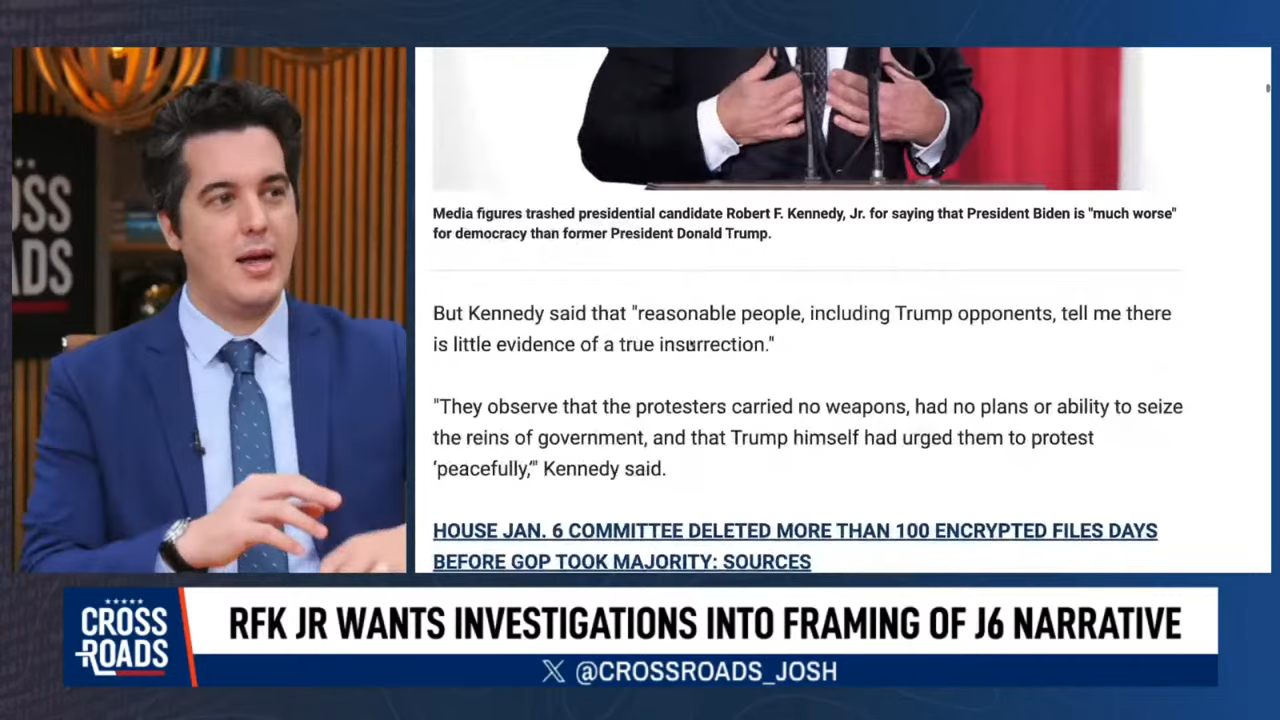 OSS
ADS
Media figures trashed presidential candidate Robert F. Kennedy, Jr. for saying that President Biden is "much worse"
for democracy than former President Donald Trump.
But Kennedy said that "reasonable people, including Trump opponents, tell me there
is little evidence of a true insurrection."
"They observe that the protesters carried no weapons, had no plans or ability to seize
the reins of government, and that Trump himself had urged them to protest
'peacefully,'" Kennedy said.
HOUSE JAN. 6 COMMITTEE DELETED MORE THAN 100 ENCRYPTED FILES DAYS
BEFORE GOP TOOK MAJORITY: SOURCES
CROSS
ROADS
RFK JR WANTS INVESTIGATIONS INTO FRAMING OF J6 NARRATIVE
X @CROSSROADS_JOSH